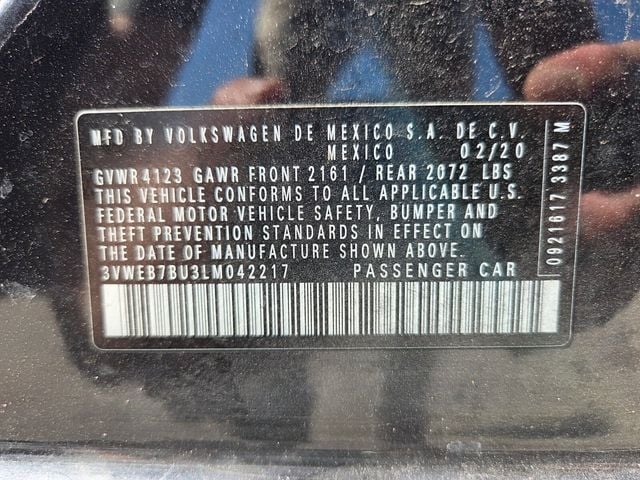 MFD BY VOLKSWAGEN DE MEXICO S.A. DE C.V.
MEXICO 02/20
GVWR 4123 GAWR FRONT 2161 / REAR 2072 LBS
THIS VEHICLE CONFORMS TO ALL APPLICABLE U.S.
FEDERAL MOTOR VEHICLE SAFETY, BUMPER AND
THEFT PREVENTION STANDARDS IN EFFECT ON
THE DATE OF MANUFACTURE SHOWN ABOVE.
3VWEB7BU3LM042217 PASSENGER CAR
0921617 3387 M